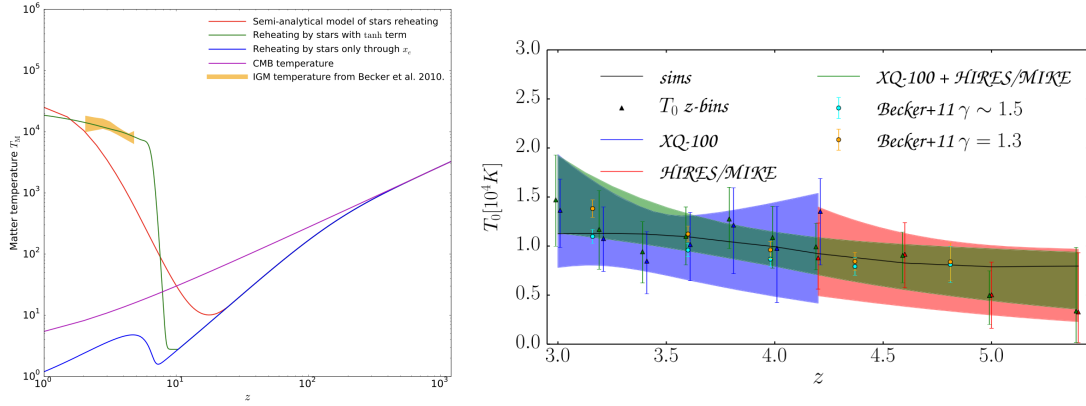 10^6
10^5
10^4
10^3
10^2
10^1
10^0
Matter temperature T_M
Semi-analytical model of stars reheating
Reheating by stars with tanh term
Reheating by stars only through x_e
CMB temperature
IGM temperature from Becker et al. 2010.
10^0 10^1 10^2 10^3
z
3.0
2.5
2.0
1.5
1.0
0.5
0.0
T_0[10^4K]
sims
T_0 z-bins
XQ-100
HIRES/MIKE
XQ-100 + HIRES/MIKE
Becker+11 γ ∼ 1.5
Becker+11 γ = 1.3
3.0 3.5 4.0 4.5 5.0
z